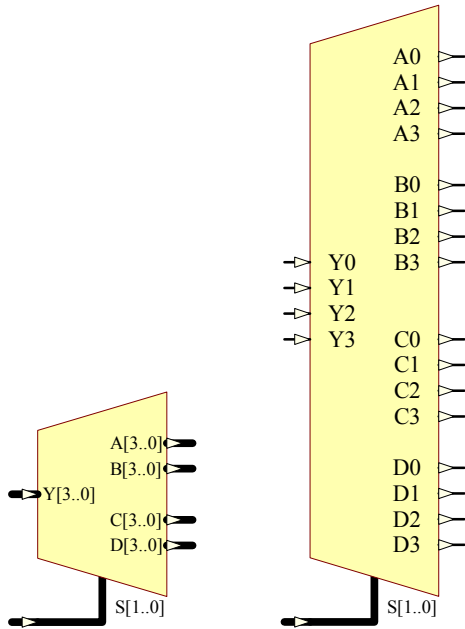 A0
A1
A2
A3
B0
B1
B2
B3
Y0
Y1
Y2
Y3
C0
C1
C2
C3
D0
D1
D2
D3
A[3..0]
B[3..0]
Y[3..0]
C[3..0]
D[3..0]
S[1..0]
S[1..0]